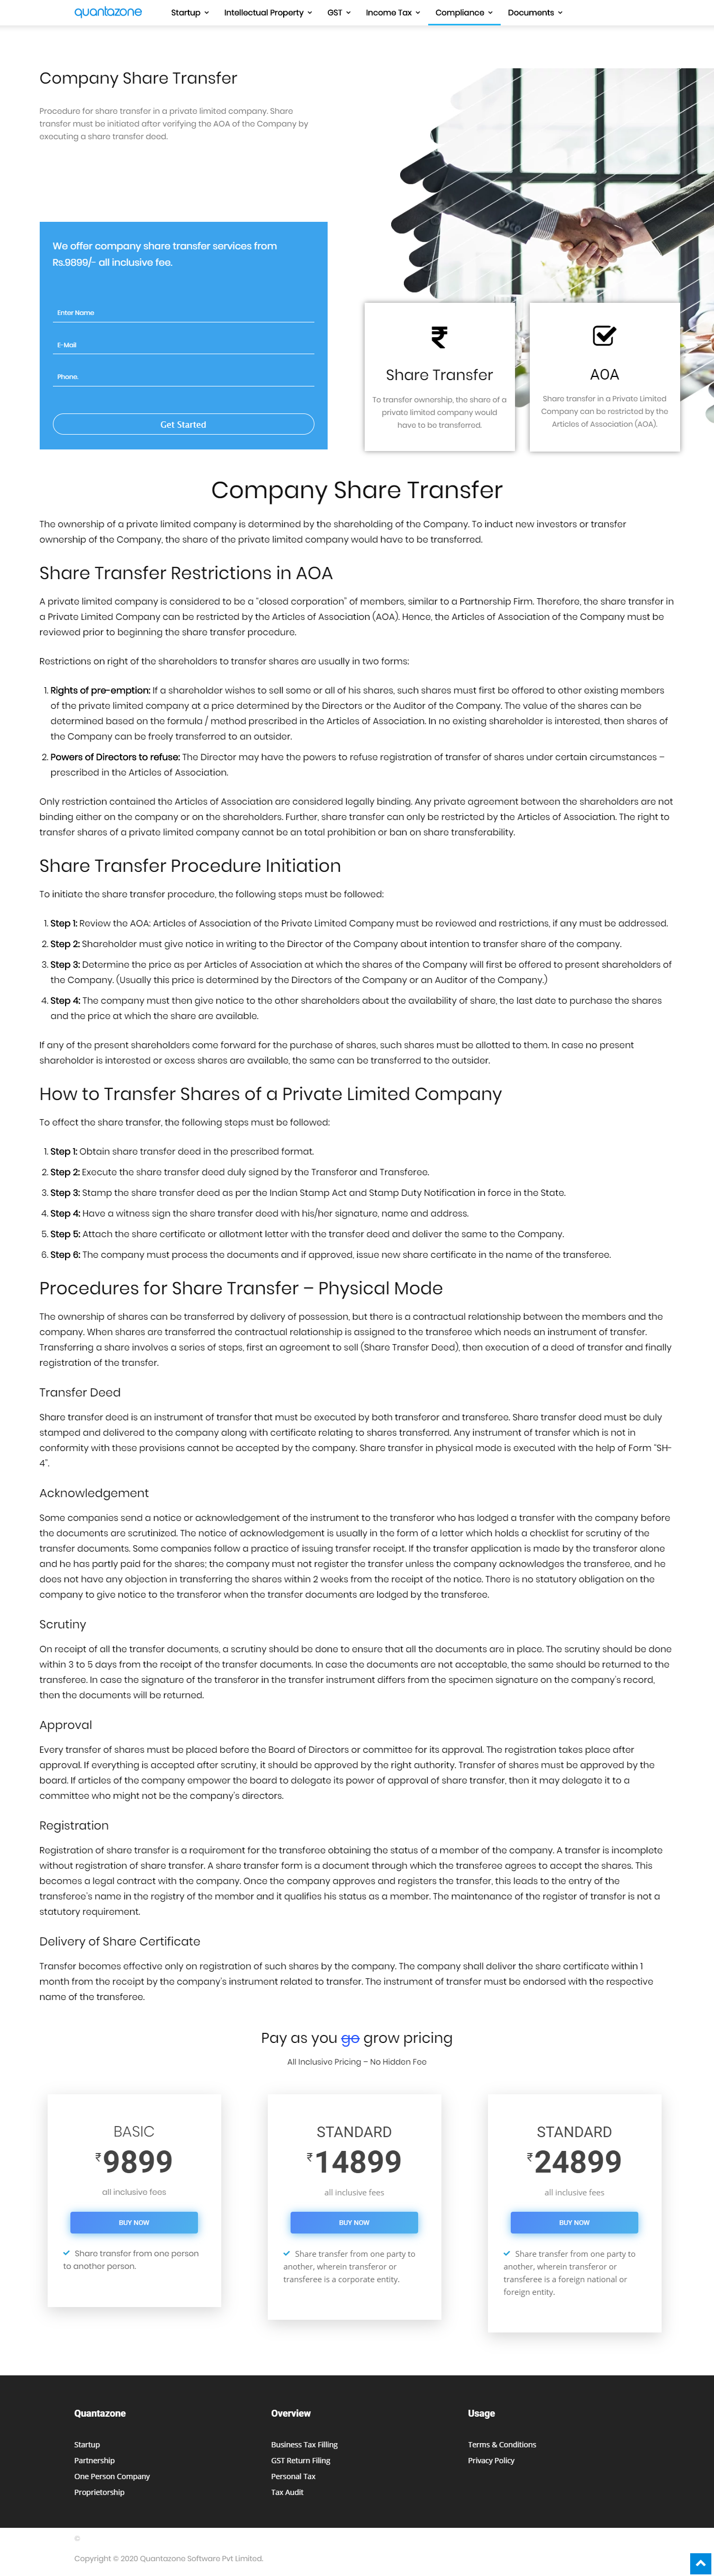 quantazone
Startup
Intellectual Property
GST
Income Tax
Compliance
Documents
Company Share Transfer
Procedure for share transfer in a private limited company. Share
transfer must be initiated after verifying the AOA of the Company by
executing a share transfer deed.
We offer company share transfer services from
Rs.9899/- all inclusive fee.
Enter Name
E-Mail
Phone.
Get Started
₹
Share Transfer
To transfer ownership, the share of a
private limited company would
have to be transferred.
AOA
Share transfer in a Private Limited
Company can be restricted by the
Articles of Association (AOA).
Company Share Transfer
The ownership of a private limited company is determined by the shareholding of the Company. To induct new investors or transfer
ownership of the Company, the share of the private limited company would have to be transferred.
Share Transfer Restrictions in AOA
A private limited company is considered to be a "closed corporation" of members, similar to a Partnership Firm. Therefore, the share transfer in
a Private Limited Company can be restricted by the Articles of Association (AOA). Hence, the Articles of Association of the Company must be
reviewed prior to beginning the share transfer procedure.
Restrictions on right of the shareholders to transfer shares are usually in two forms:
1. Rights of pre-emption: If a shareholder wishes to sell some or all of his shares, such shares must first be offered to other existing members
of the private limited company at a price determined by the Directors or the Auditor of the Company. The value of the shares can be
determined based on the formula / method prescribed in the Articles of Association. In no existing shareholder is interested, then shares of
the Company can be freely transferred to an outsider.
2. Powers of Directors to refuse: The Director may have the powers to refuse registration of transfer of shares under certain circumstances –
prescribed in the Articles of Association.
Only restriction contained the Articles of Association are considered legally binding. Any private agreement between the shareholders are not
binding either on the company or on the shareholders. Further, share transfer can only be restricted by the Articles of Association. The right to
transfer shares of a private limited company cannot be an total prohibition or ban on share transferability.
Share Transfer Procedure Initiation
To initiate the share transfer procedure, the following steps must be followed:
1. Step 1: Review the AOA: Articles of Association of the Private Limited Company must be reviewed and restrictions, if any must be addressed.
2. Step 2: Shareholder must give notice in writing to the Director of the Company about intention to transfer share of the company.
3. Step 3: Determine the price as per Articles of Association at which the shares of the Company will first be offered to present shareholders of
the Company. (Usually this price is determined by the Directors of the Company or an Auditor of the Company.)
4. Step 4: The company must then give notice to the other shareholders about the availability of share, the last date to purchase the shares
and the price at which the share are available.
If any of the present shareholders come forward for the purchase of shares, such shares must be allotted to them. In case no present
shareholder is interested or excess shares are available, the same can be transferred to the outsider.
How to Transfer Shares of a Private Limited Company
To effect the share transfer, the following steps must be followed:
1. Step 1: Obtain share transfer deed in the prescribed format.
2. Step 2: Execute the share transfer deed duly signed by the Transferor and Transferee.
3. Step 3: Stamp the share transfer deed as per the Indian Stamp Act and Stamp Duty Notification in force in the State.
4. Step 4: Have a witness sign the share transfer deed with his/her signature, name and address.
5. Step 5: Attach the share certificate or allotment letter with the transfer deed and deliver the same to the Company.
6. Step 6: The company must process the documents and if approved, issue new share certificate in the name of the transferee.
Procedures for Share Transfer – Physical Mode
The ownership of shares can be transferred by delivery of possession, but there is a contractual relationship between the members and the
company. When shares are transferred the contractual relationship is assigned to the transferee which needs an instrument of transfer.
Transferring a share involves a series of steps, first an agreement to sell (Share Transfer Deed), then execution of a deed of transfer and finally
registration of the transfer.
Transfer Deed
Share transfer deed is an instrument of transfer that must be executed by both transferor and transferee. Share transfer deed must be duly
stamped and delivered to the company along with certificate relating to shares transferred. Any instrument of transfer which is not in
conformity with these provisions cannot be accepted by the company. Share transfer in physical mode is executed with the help of Form "SH-
4".
Acknowledgement
Some companies send a notice or acknowledgement of the instrument to the transferor who has lodged a transfer with the company before
the documents are scrutinized. The notice of acknowledgement is usually in the form of a letter which holds a checklist for scrutiny of the
transfer documents. Some companies follow a practice of issuing transfer receipt. If the transfer application is made by the transferor alone
and he has partly paid for the shares; the company must not register the transfer unless the company acknowledges the transferee, and he
does not have any objection in transferring the shares within 2 weeks from the receipt of the notice. There is no statutory obligation on the
company to give notice to the transferor when the transfer documents are lodged by the transferee.
Scrutiny
On receipt of all the transfer documents, a scrutiny should be done to ensure that all the documents are in place. The scrutiny should be done
within 3 to 5 days from the receipt of the transfer documents. In case the documents are not acceptable, the same should be returned to the
transferee. In case the signature of the transferor in the transfer instrument differs from the specimen signature on the company's record,
then the documents will be returned.
Approval
Every transfer of shares must be placed before the Board of Directors or committee for its approval. The registration takes place after
approval. If everything is accepted after scrutiny, it should be approved by the right authority. Transfer of shares must be approved by the
board. If articles of the company empower the board to delegate its power of approval of share transfer, then it may delegate it to a
committee who might not be the company's directors.
Registration
Registration of share transfer is a requirement for the transferee obtaining the status of a member of the company. A transfer is incomplete
without registration of share transfer. A share transfer form is a document through which the transferee agrees to accept the shares. This
becomes a legal contract with the company. Once the company approves and registers the transfer, this leads to the entry of the
transferee's name in the registry of the member and it qualifies his status as a member. The maintenance of the register of transfer is not a
statutory requirement.
Delivery of Share Certificate
Transfer becomes effective only on registration of such shares by the company. The company shall deliver the share certificate within 1
month from the receipt by the company's instrument related to transfer. The instrument of transfer must be endorsed with the respective
name of the transferee.
Pay as you go grow pricing
All Inclusive Pricing – No Hidden Fee
BASIC
₹9899
all inclusive fees
BUY NOW
Share transfer from one person
to another person.
STANDARD
₹14899
all inclusive fees
BUY NOW
Share transfer from one party to
another, wherein transferor or
transferee is a corporate entity.
STANDARD
₹24899
all inclusive fees
BUY NOW
Share transfer from one party to
another, wherein transferor or
transferee is a foreign national or
foreign entity.
Quantazone
Startup
Partnership
One Person Company
Proprietorship
Overview
Business Tax Filling
GST Return Filing
Personal Tax
Tax Audit
Usage
Terms & Conditions
Privacy Policy
©
Copyright © 2020 Quantazone Software Pvt Limited.